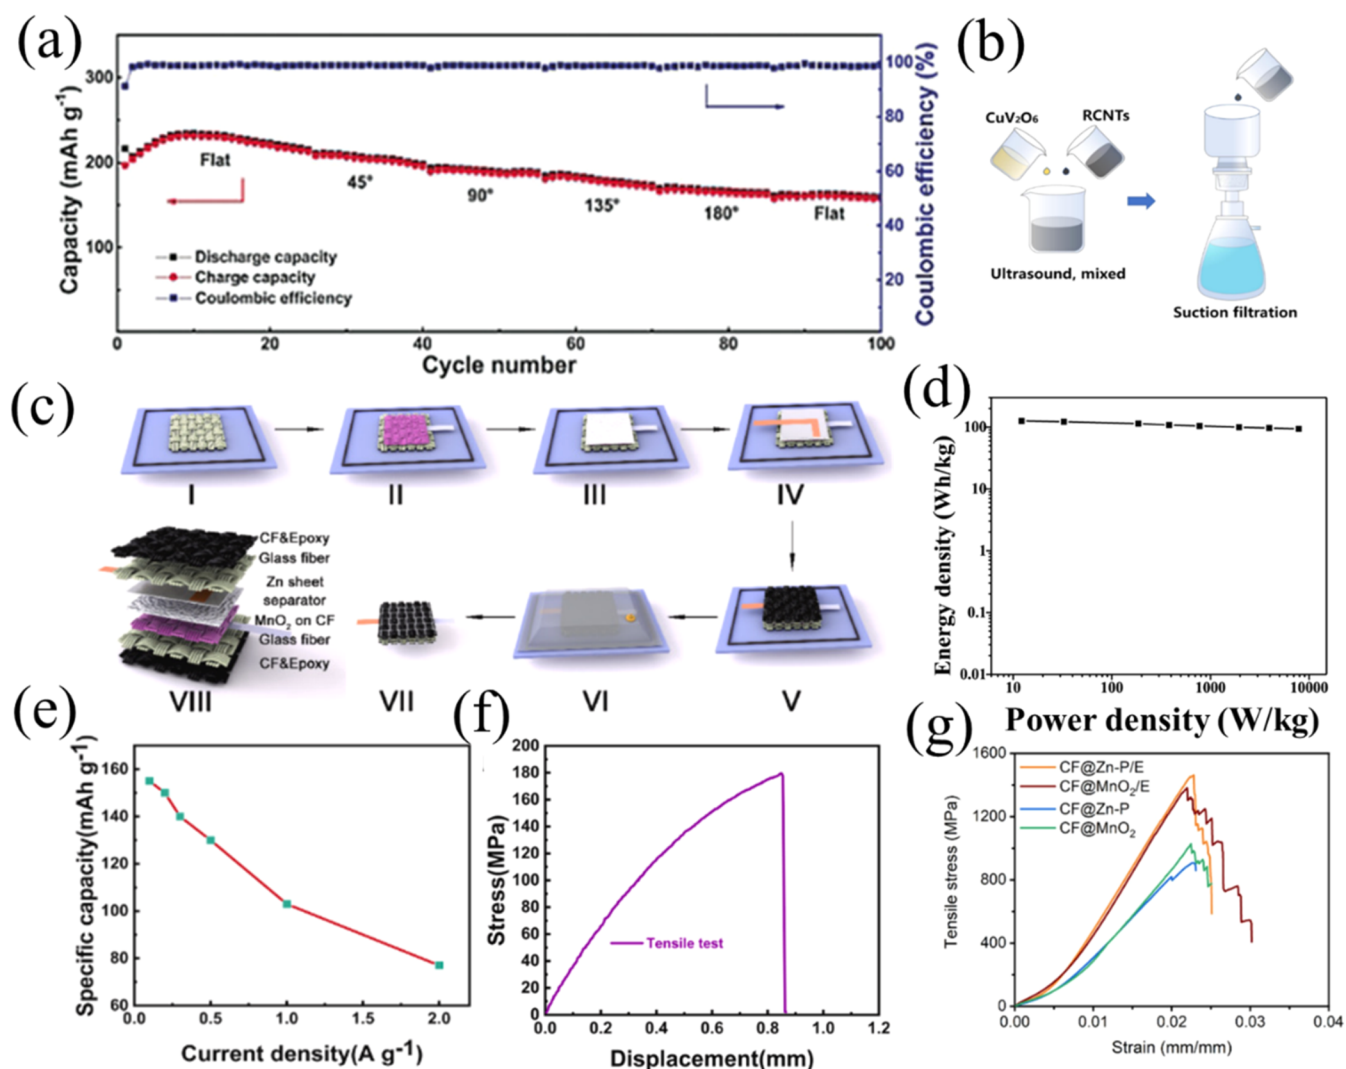 (a)
Capacity (mAh g⁻¹)
300
200
150
100
0
20
40
60
80
100
Cycle number
100
80
60
40
20
Coulombic efficiency (%)
Flat
45°
90°
135°
180°
Flat
Discharge capacity
Charge capacity
Coulombic efficiency
(b)
CuV₂O₆
RCNTs
Ultrasound, mixed
Suction filtration
(c)
I
II
III
IV
CF&Epoxy
Glass fiber
Zn sheet
separator
MnO₂ on CF
Glass fiber
CF&Epoxy
VIII
VII
VI
V
(d)
Energy density (Wh/kg)
100
10
1
0.1
0.01
10
100
1000
10000
Power density (W/kg)
(e)
Specific capacity(mAh g⁻¹)
160
140
120
100
80
60
0.0
0.5
1.0
1.5
2.0
Current density(A g⁻¹)
(f)
Stress(MPa)
200
180
160
140
120
100
80
60
40
20
0
Tensile test
0.0
0.2
0.4
0.6
0.8
1.0
1.2
Displacement(mm)
(g)
Tensile stress (MPa)
1600
1200
800
400
0
CF@Zn-P/E
CF@MnO₂/E
CF@Zn-P
CF@MnO₂
0.00
0.01
0.02
0.03
0.04
Strain (mm/mm)